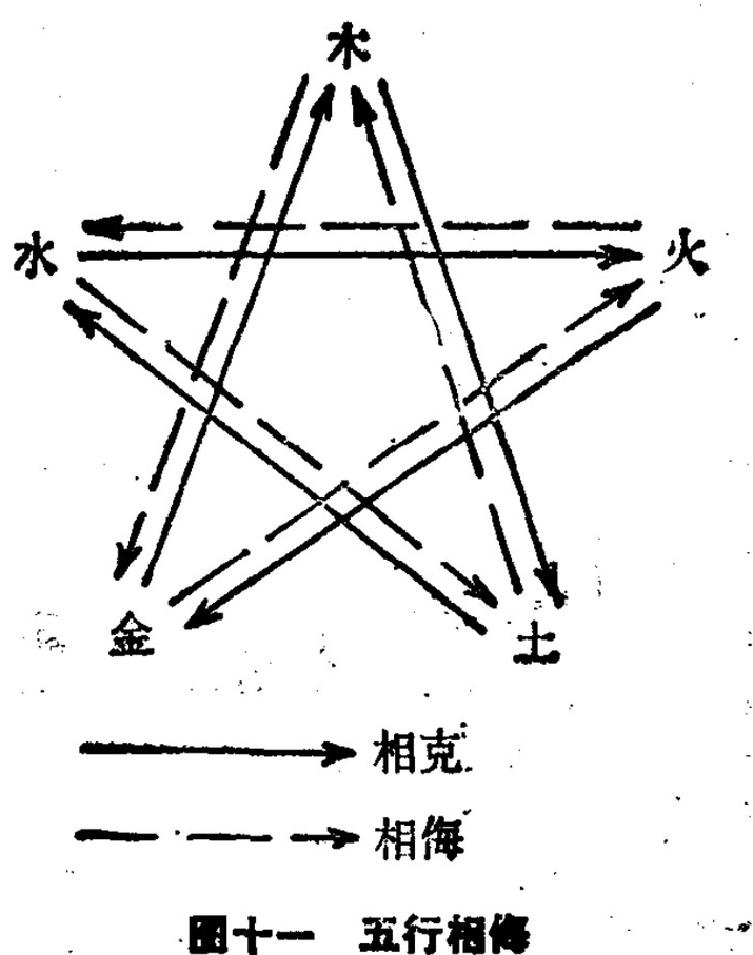 木
水 火
金 土
相克
相侮
图十一 五行相侮